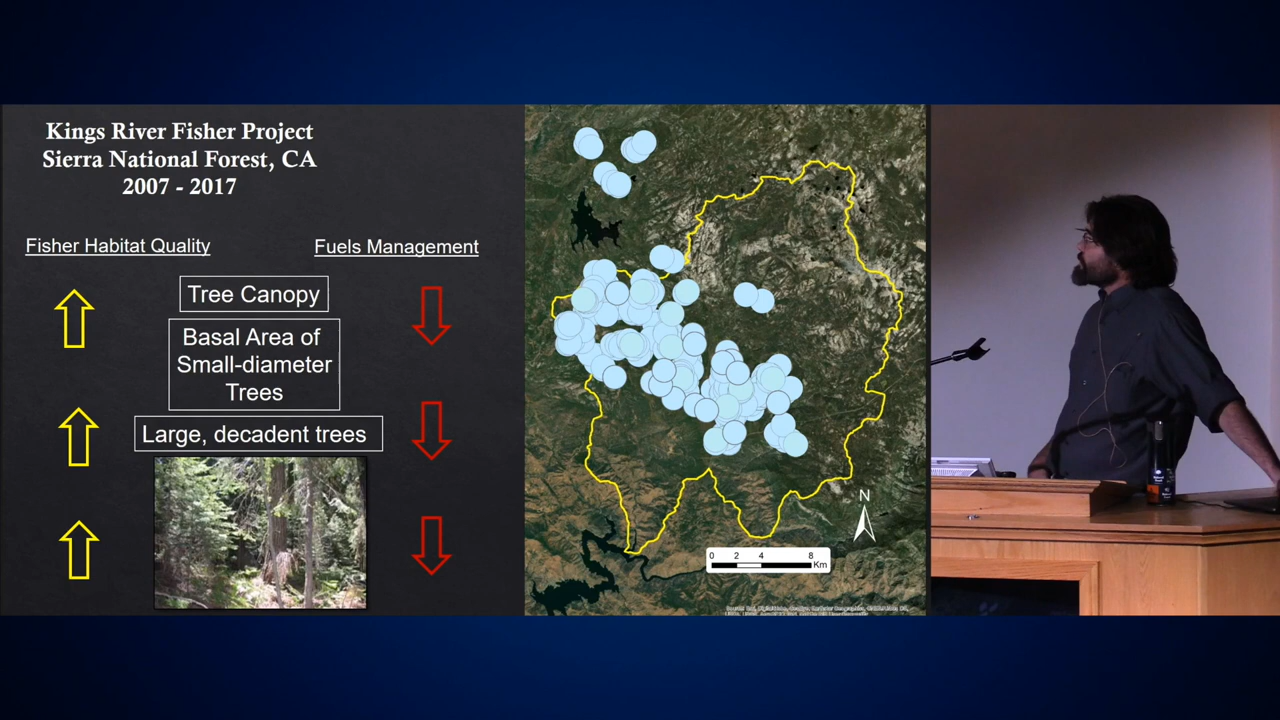 Kings River Fisher Project
Sierra National Forest, CA
2007 - 2017
Fisher Habitat Quality
Fuels Management
Tree Canopy
Basal Area of
Small-diameter
Trees
Large, decadent trees
N
0 2 4 8
Km